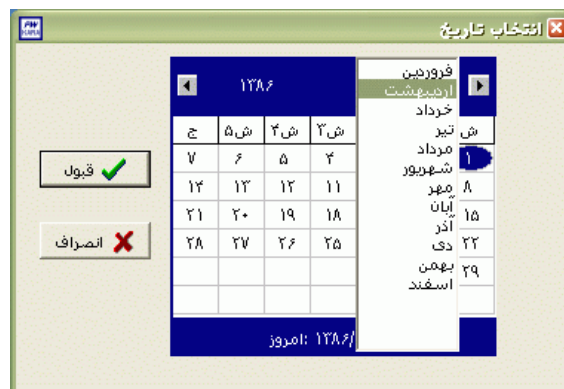 انتخاب تاریخ
۱۳۸۶
فروردین
اردیبهشت
خرداد
تیر
مرداد
شهریور
مهر
آبان
آذر
دی
بهمن
اسفند
ش ش۳ ش۴ ش۵ ج
۱ ۴ ۵ ۶ ۷
۸ ۱۱ ۱۲ ۱۳ ۱۴
۱۵ ۱۸ ۱۹ ۲۰ ۲۱
۲۲ ۲۵ ۲۶ ۲۷ ۲۸
۲۹
امروز: ۱۳۸۶/
قبول
انصراف